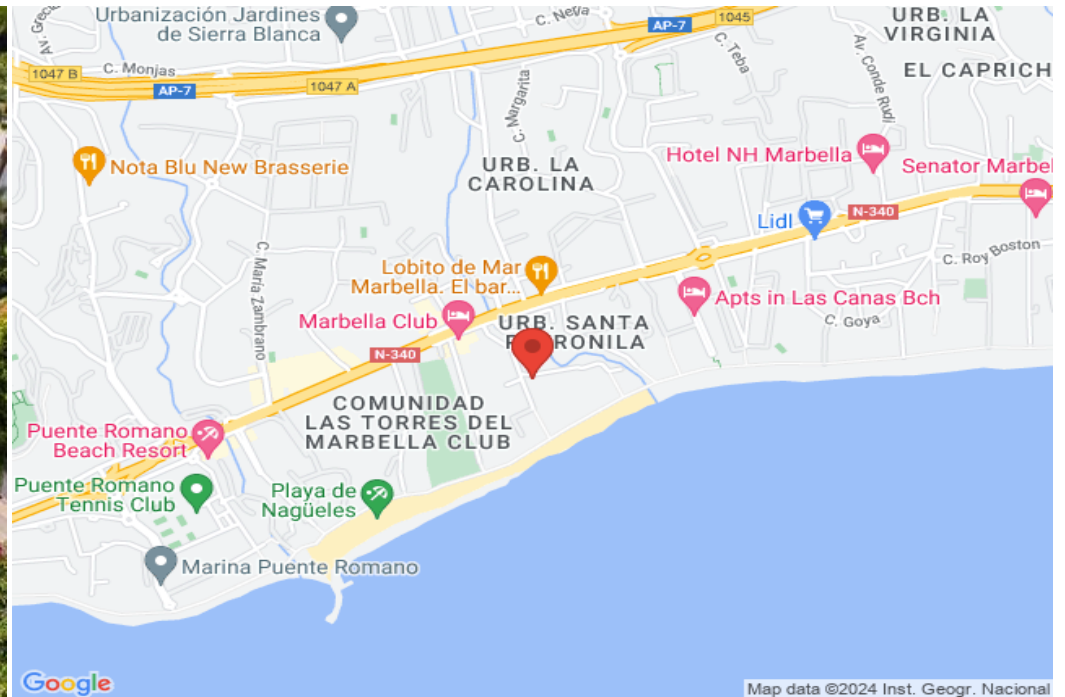 Urbanización Jardines
de Sierra Blanca
C. Neva
AP-7
1045
URB. LA
VIRGINIA
1047 B
C. Monjas
AP-7
1047 A
C. Teba
Av. Conde Rudi
EL CAPRICH
C. Margarita
Nota Blu New Brasserie
URB. LA
CAROLINA
Hotel NH Marbella
Senator Marbel
Lidl
N-340
C. María Zambrano
Lobito de Mar
Marbella. El bar...
C. Roy Boston
Apts in Las Canas Bch
Marbella Club
URB. SANTA
C. Goya
N-340
COMUNIDAD
LAS TORRES DEL
MARBELLA CLUB
Puente Romano
Beach Resort
Puente Romano
Tennis Club
Playa de
Nagüeles
Marina Puente Romano
Google
Map data ©2024 Inst. Geogr. Nacional